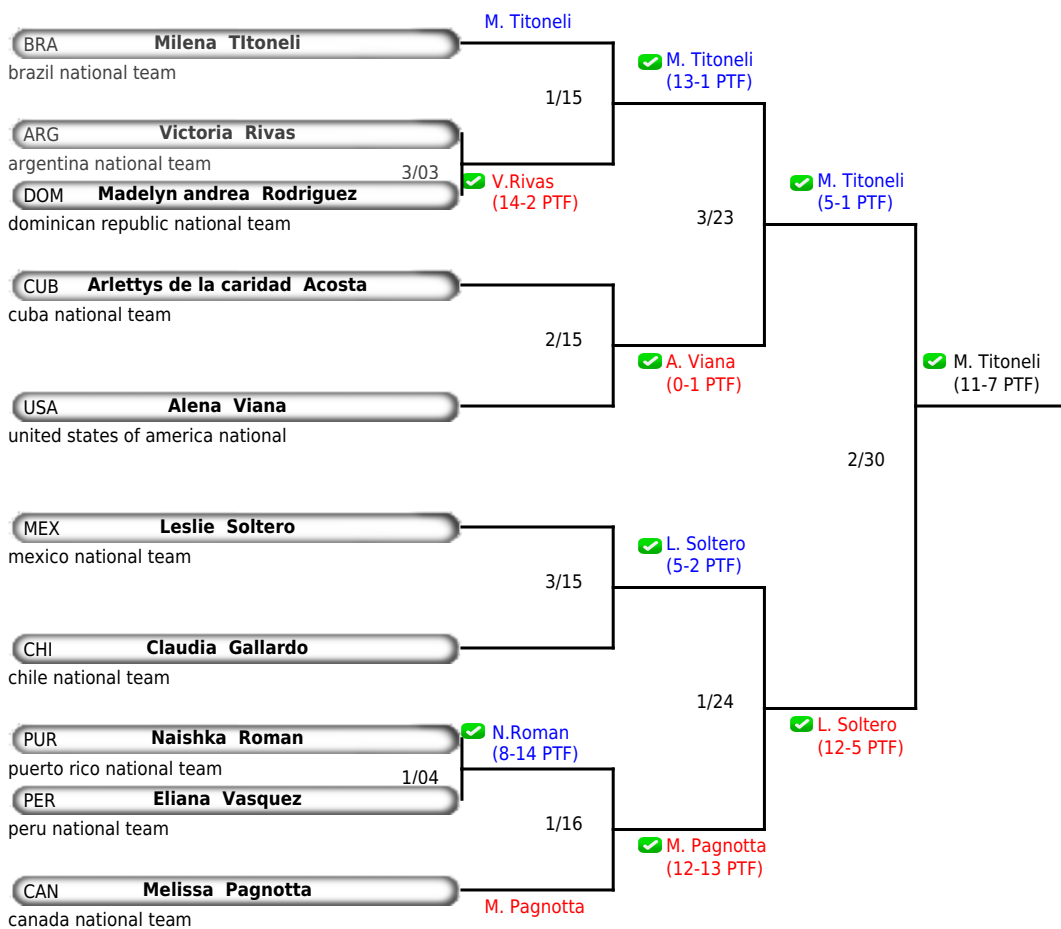 M. Titoneli
BRA Milena TItoneli
brazil national team
M. Titoneli
(13-1 PTF)
1/15
ARG Victoria Rivas
argentina national team
3/03
DOM Madelyn andrea Rodriguez
dominican republic national team
V.Rivas
(14-2 PTF)
M. Titoneli
(5-1 PTF)
3/23
CUB Arlettys de la caridad Acosta
cuba national team
2/15
A. Viana
(0-1 PTF)
M. Titoneli
(11-7 PTF)
USA Alena Viana
united states of america national
2/30
MEX Leslie Soltero
mexico national team
L. Soltero
(5-2 PTF)
3/15
CHI Claudia Gallardo
chile national team
1/24
PUR Naishka Roman
puerto rico national team
N.Roman
(8-14 PTF)
L. Soltero
(12-5 PTF)
1/04
PER Eliana Vasquez
peru national team
1/16
M. Pagnotta
(12-13 PTF)
CAN Melissa Pagnotta
canada national team
M. Pagnotta